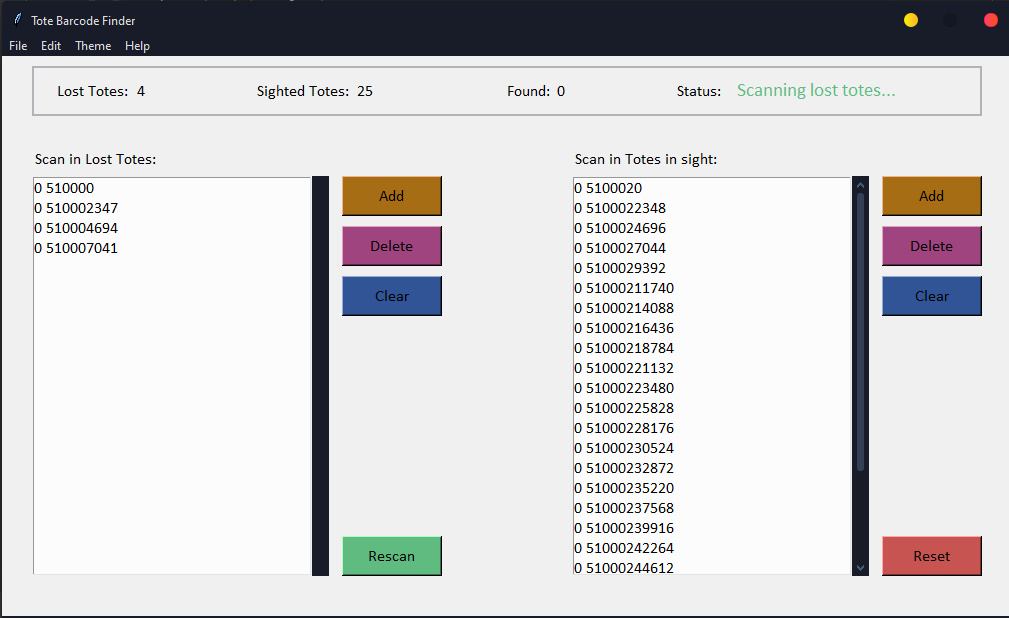 Tote Barcode Finder
File Edit Theme Help
Lost Totes: 4 Sighted Totes: 25 Found: 0 Status: Scanning lost totes...
Scan in Lost Totes:
0 510000
0 510002347
0 510004694
0 510007041
Add
Delete
Clear
Rescan
Scan in Totes in sight:
0 5100020
0 510022348
0 510024696
0 510027044
0 510029392
0 51000211740
0 51000214088
0 51000216436
0 51000218784
0 51000221132
0 51000223480
0 51000225828
0 51000228176
0 51000230524
0 51000232872
0 51000235220
0 51000237568
0 51000239916
0 51000242264
0 51000244612
Add
Delete
Clear
Reset